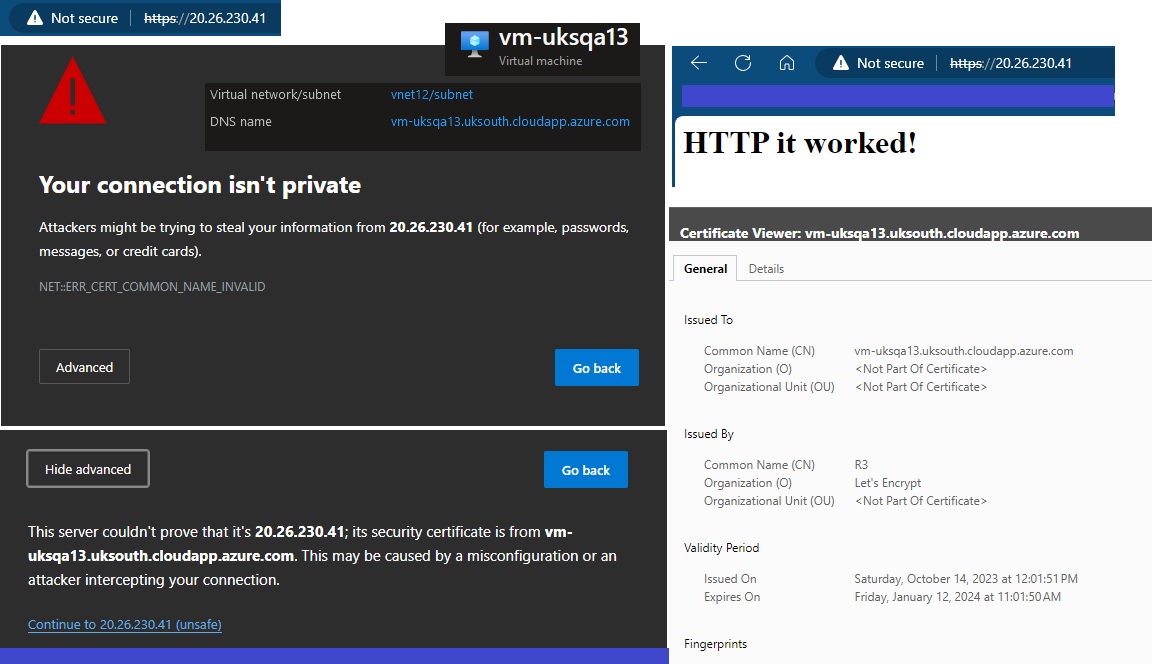 Not secure https://20.26.230.41
vm-uksqa13
Virtual machine
Virtual network/subnet vnet12/subnet
DNS name vm-uksqa13.uksouth.cloudapp.azure.com
Your connection isn't private
Attackers might be trying to steal your information from 20.26.230.41 (for example, passwords,
messages, or credit cards).
NET::ERR_CERT_COMMON_NAME_INVALID
Advanced Go back
Hide advanced Go back
This server couldn't prove that it's 20.26.230.41; its security certificate is from vm-
uksqa13.uksouth.cloudapp.azure.com. This may be caused by a misconfiguration or an
attacker intercepting your connection.
Continue to 20.26.230.41 (unsafe)
Not secure https://20.26.230.41
HTTP it worked!
Certificate Viewer: vm-uksqa13.uksouth.cloudapp.azure.com
General Details
Issued To
Common Name (CN) vm-uksqa13.uksouth.cloudapp.azure.com
Organization (O) <Not Part Of Certificate>
Organizational Unit (OU) <Not Part Of Certificate>
Issued By
Common Name (CN) R3
Organization (O) Let's Encrypt
Organizational Unit (OU) <Not Part Of Certificate>
Validity Period
Issued On Saturday, October 14, 2023 at 12:01:51 PM
Expires On Friday, January 12, 2024 at 11:01:50 AM
Fingerprints